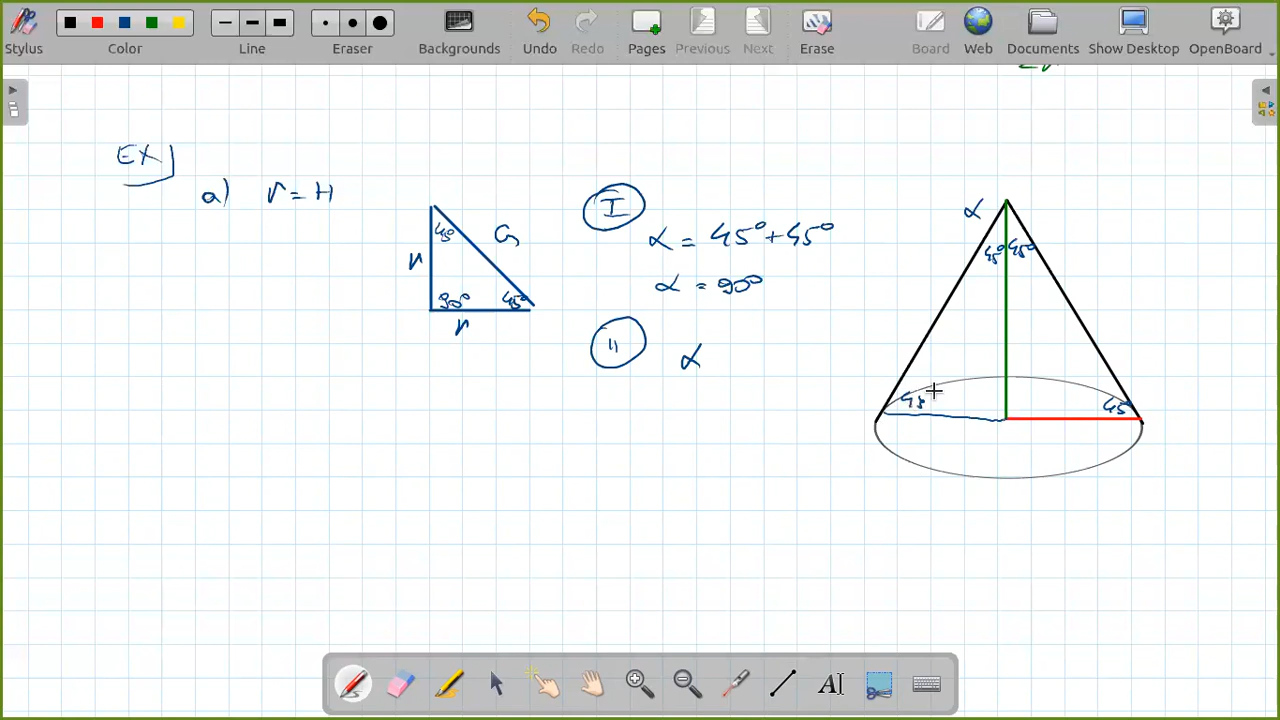 Stylus
Color
Line
Eraser
Backgrounds
Undo
Redo
Pages
Previous
Next
Erase
Board
Web
Documents
Show Desktop
OpenBoard
EX
a) r = H
45°
G
r
90°
45°
r
I
α = 45° + 45°
α = 90°
II
α
α
45°
45°
45
45
AI